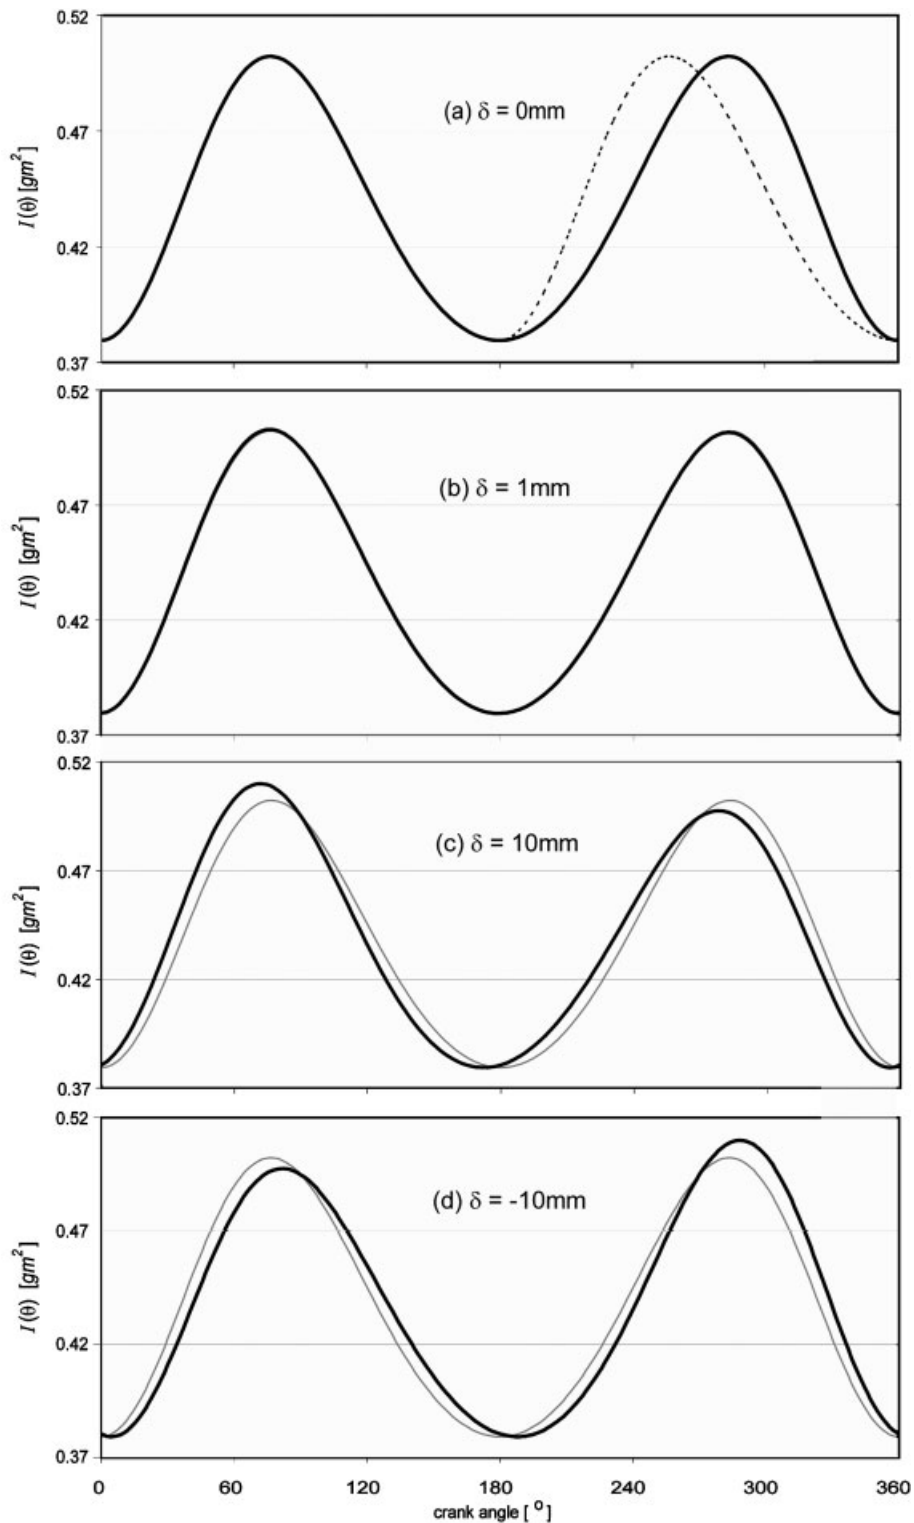 0.52
(a) δ = 0mm
0.47
I(θ) [gm²]
0.42
0.37
0.52
(b) δ = 1mm
0.47
I(θ) [gm²]
0.42
0.37
0.52
(c) δ = 10mm
0.47
I(θ) [gm²]
0.42
0.37
0.52
(d) δ = -10mm
0.47
I(θ) [gm²]
0.42
0.37
0 60 120 180 240 300 360
crank angle [ ° ]